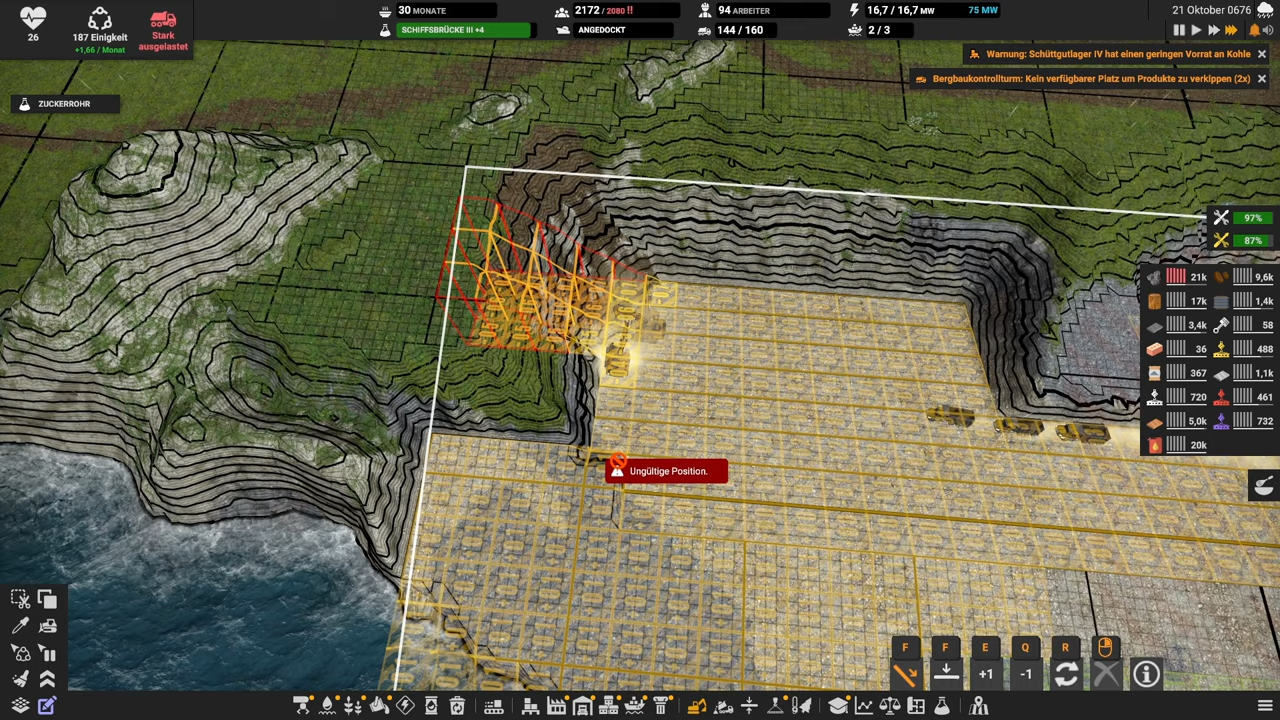 26
187 Einigkeit
+1,66 / Monat
Stark
ausgelastet
30 MONATE
SCHIFFSBRÜCKE III +4
2172 / 2080 !!
ANGEDOCKT
94 ARBEITER
144 / 160
16,7 / 16,7 MW
75 MW
2 / 3
21 Oktober 0676
Warnung: Schüttgutlager IV hat einen geringen Vorrat an Kohle
Bergbaukontrollturm: Kein verfügbarer Platz um Produkte zu verkippen (2x)
ZUCKERROHR
97%
87%
21k
9,6k
17k
1,4k
3,4k
58
36
488
367
1,1k
720
461
5,0k
732
20k
Ungültige Position.
F
F
E
Q
R
+1
-1